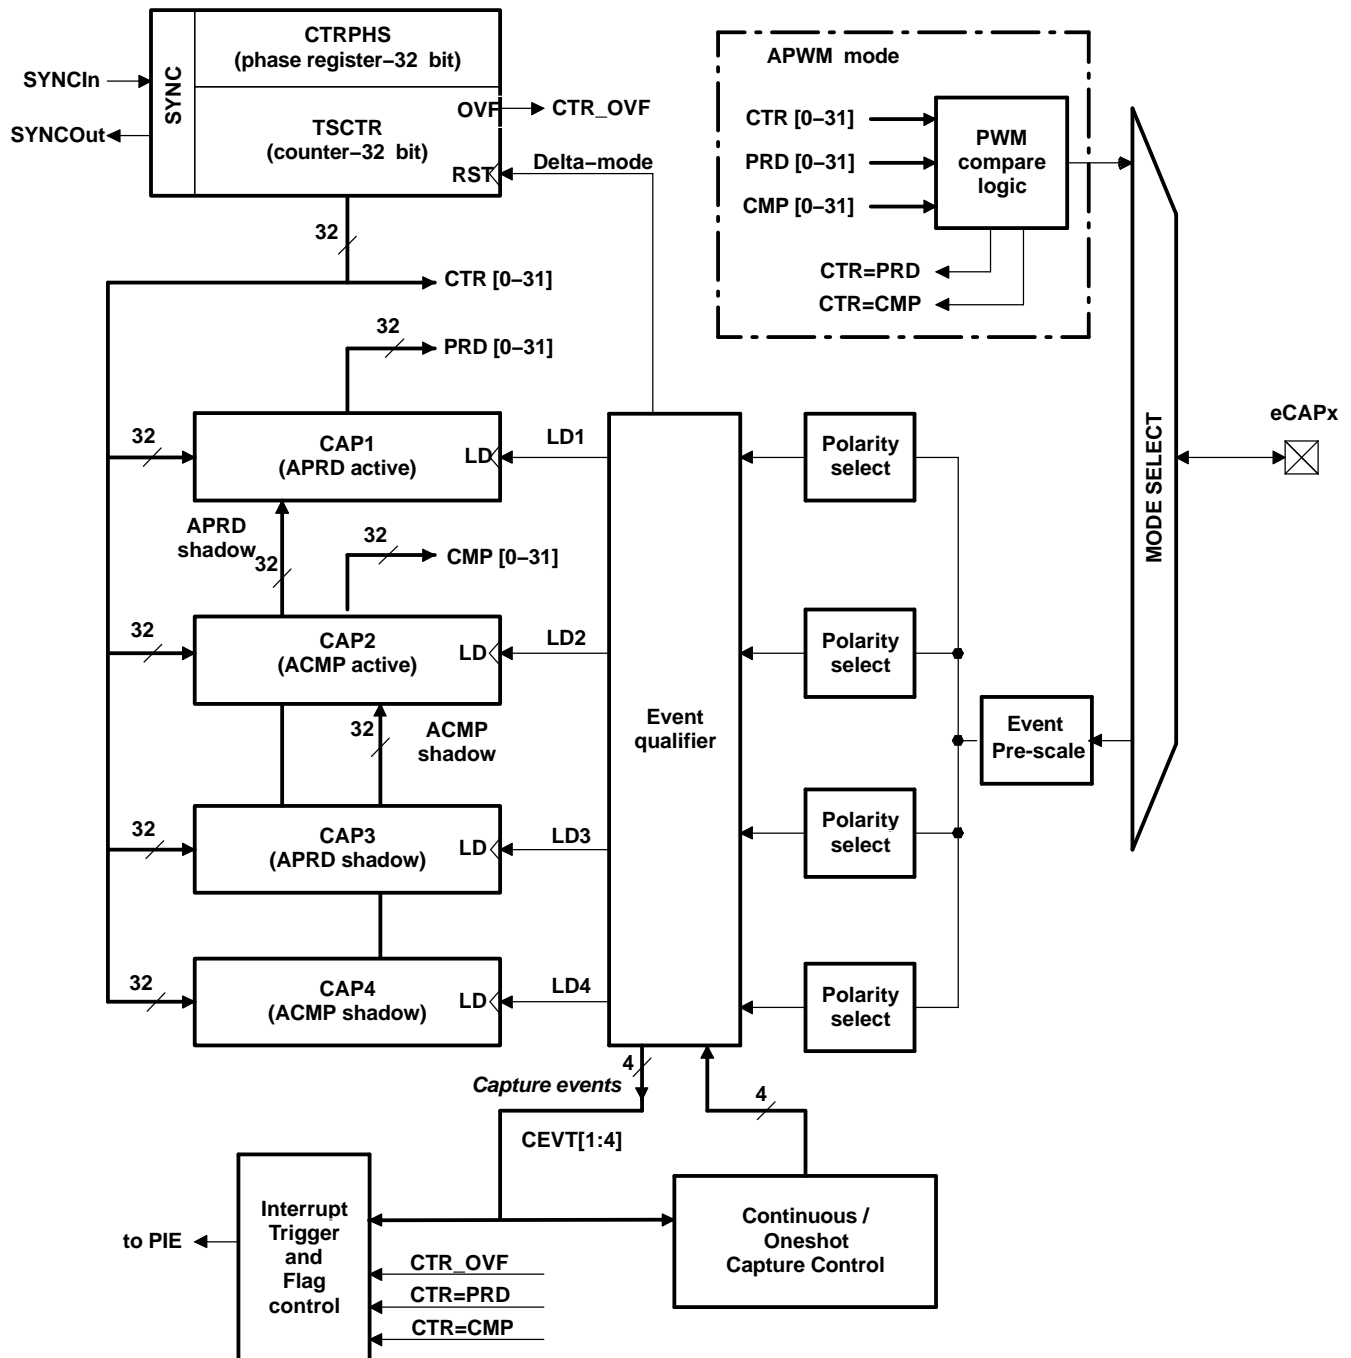 CTRPHS
(phase register−32 bit)
SYNC
SYNCIn
SYNCOut
OVF
CTR_OVF
TSCTR
(counter−32 bit)
RST
Delta−mode
32
CTR [0−31]
32
PRD [0−31]
APWM mode
CTR [0−31]
PRD [0−31]
CMP [0−31]
PWM
compare
logic
CTR=PRD
CTR=CMP
MODE SELECT
eCAPx
32
CAP1
(APRD active)
LD
LD1
Polarity
select
APRD
shadow
32
32
CMP [0−31]
32
CAP2
(ACMP active)
LD
LD2
Polarity
select
32
ACMP
shadow
Event
qualifier
Event
Pre-scale
32
CAP3
(APRD shadow)
LD
LD3
Polarity
select
32
CAP4
(ACMP shadow)
LD
LD4
Polarity
select
4
Capture events
4
CEVT[1:4]
Interrupt
Trigger
and
Flag
control
to PIE
CTR_OVF
CTR=PRD
CTR=CMP
Continuous /
Oneshot
Capture Control